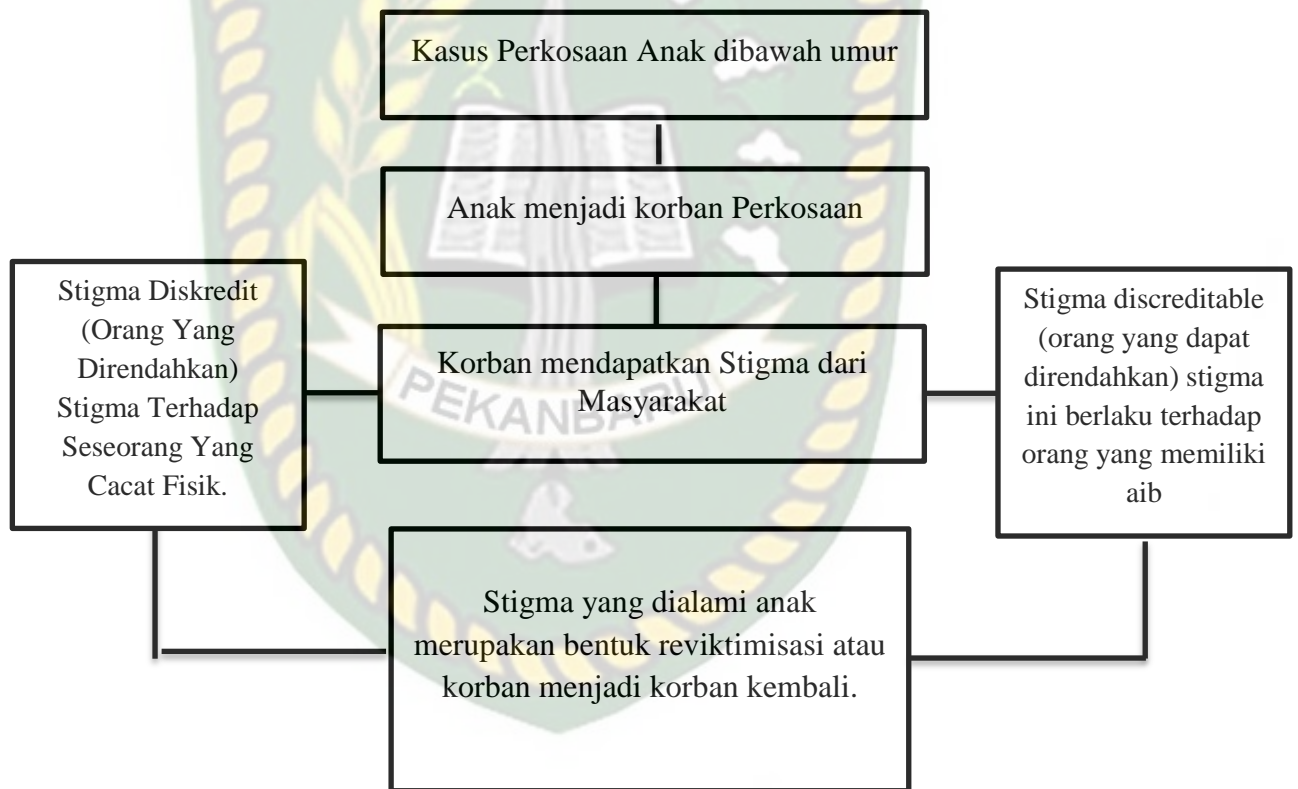 Kasus Perkosaan Anak dibawah umur
Anak menjadi korban Perkosaan
Stigma Diskredit
(Orang Yang
Direndahkan)
Stigma Terhadap
Seseorang Yang
Cacat Fisik.
Korban mendapatkan Stigma dari
Masyarakat
PEKANBARU
Stigma discreditable
(orang yang dapat
direndahkan) stigma
ini berlaku terhadap
orang yang memiliki
aib
Stigma yang dialami anak
merupakan bentuk reviktimisasi atau
korban menjadi korban kembali.